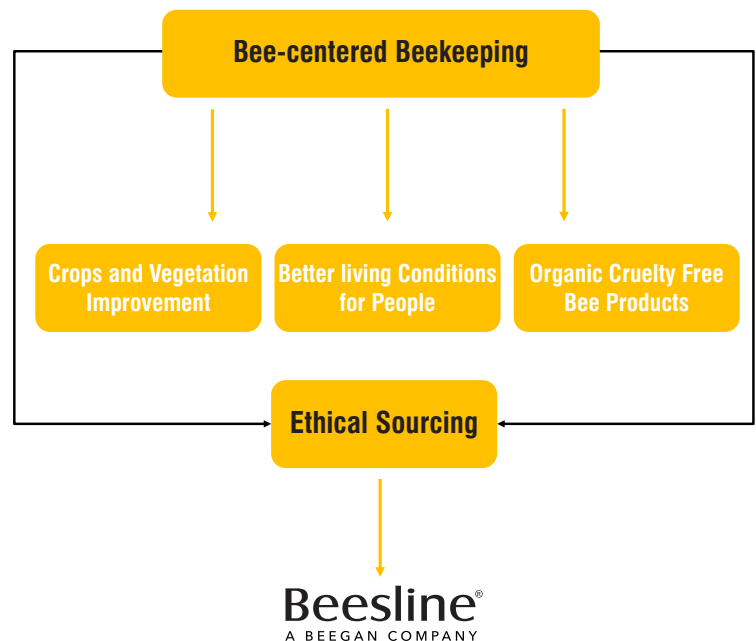 Bee-centered Beekeeping
Crops and Vegetation
Improvement
Better living Conditions
for People
Organic Cruelty Free
Bee Products
Ethical Sourcing
Beesline®
A BEEGAN COMPANY